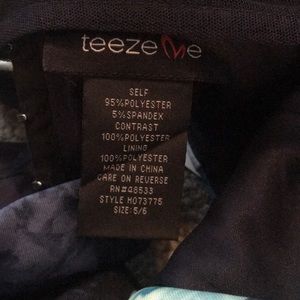 teeze me
SELF
95%POLYESTER
5%SPANDEX
CONTRAST
100%POLYESTER
LINING
100%POLYESTER
MADE IN CHINA
CARE ON REVERSE
RN#48533
STYLE H073775
SIZE:5/6